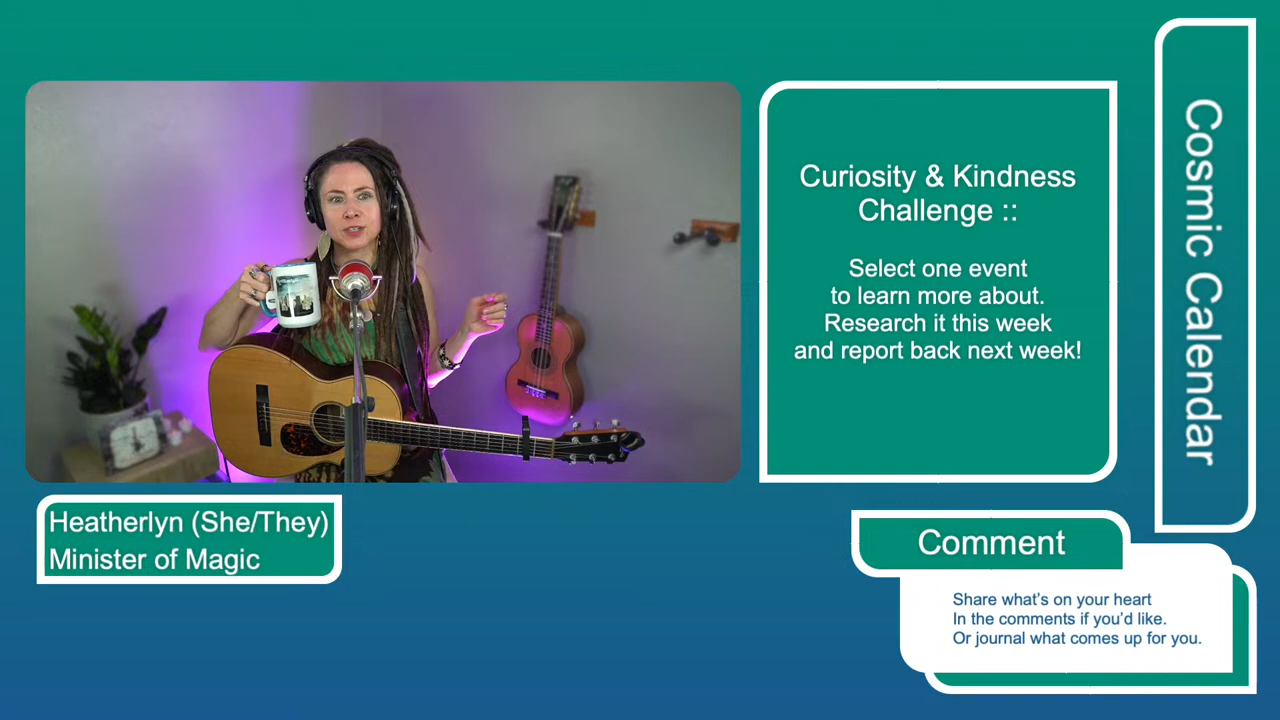 Curiosity & Kindness
Challenge ::
Select one event
to learn more about.
Research it this week
and report back next week!
Cosmic Calendar
Heatherlyn (She/They)
Minister of Magic
Comment
Share what’s on your heart
In the comments if you’d like.
Or journal what comes up for you.